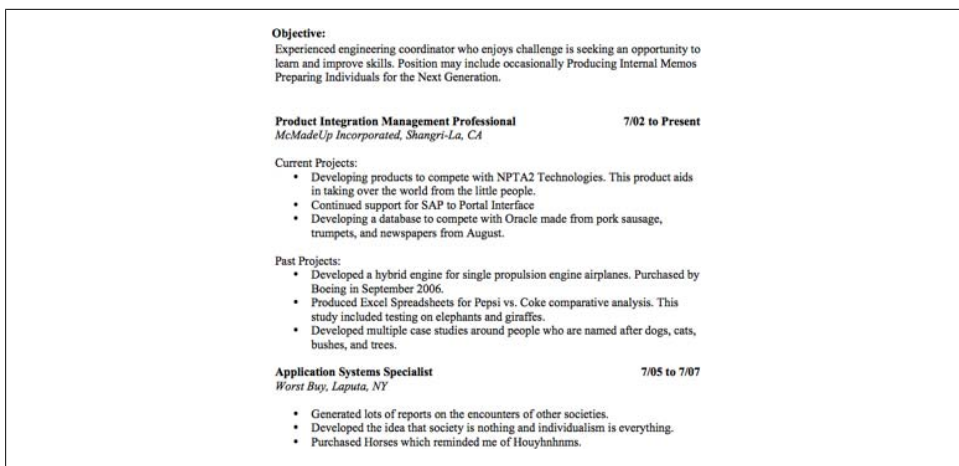 Objective:
Experienced engineering coordinator who enjoys challenge is seeking an opportunity to
learn and improve skills. Position may include occasionally Producing Internal Memos
Preparing Individuals for the Next Generation.
Product Integration Management Professional 7/02 to Present
McMadeUp Incorporated, Shangri-La, CA
Current Projects:
• Developing products to compete with NPTA2 Technologies. This product aids
in taking over the world from the little people.
• Continued support for SAP to Portal Interface
• Developing a database to compete with Oracle made from pork sausage,
trumpets, and newspapers from August.
Past Projects:
• Developed a hybrid engine for single propulsion engine airplanes. Purchased by
Boeing in September 2006.
• Produced Excel Spreadsheets for Pepsi vs. Coke comparative analysis. This
study included testing on elephants and giraffes.
• Developed multiple case studies around people who are named after dogs, cats,
bushes, and trees.
Application Systems Specialist 7/05 to 7/07
Worst Buy, Laputa, NY
• Generated lots of reports on the encounters of other societies.
• Developed the idea that society is nothing and individualism is everything.
• Purchased Horses which reminded me of Houyhnhnms.